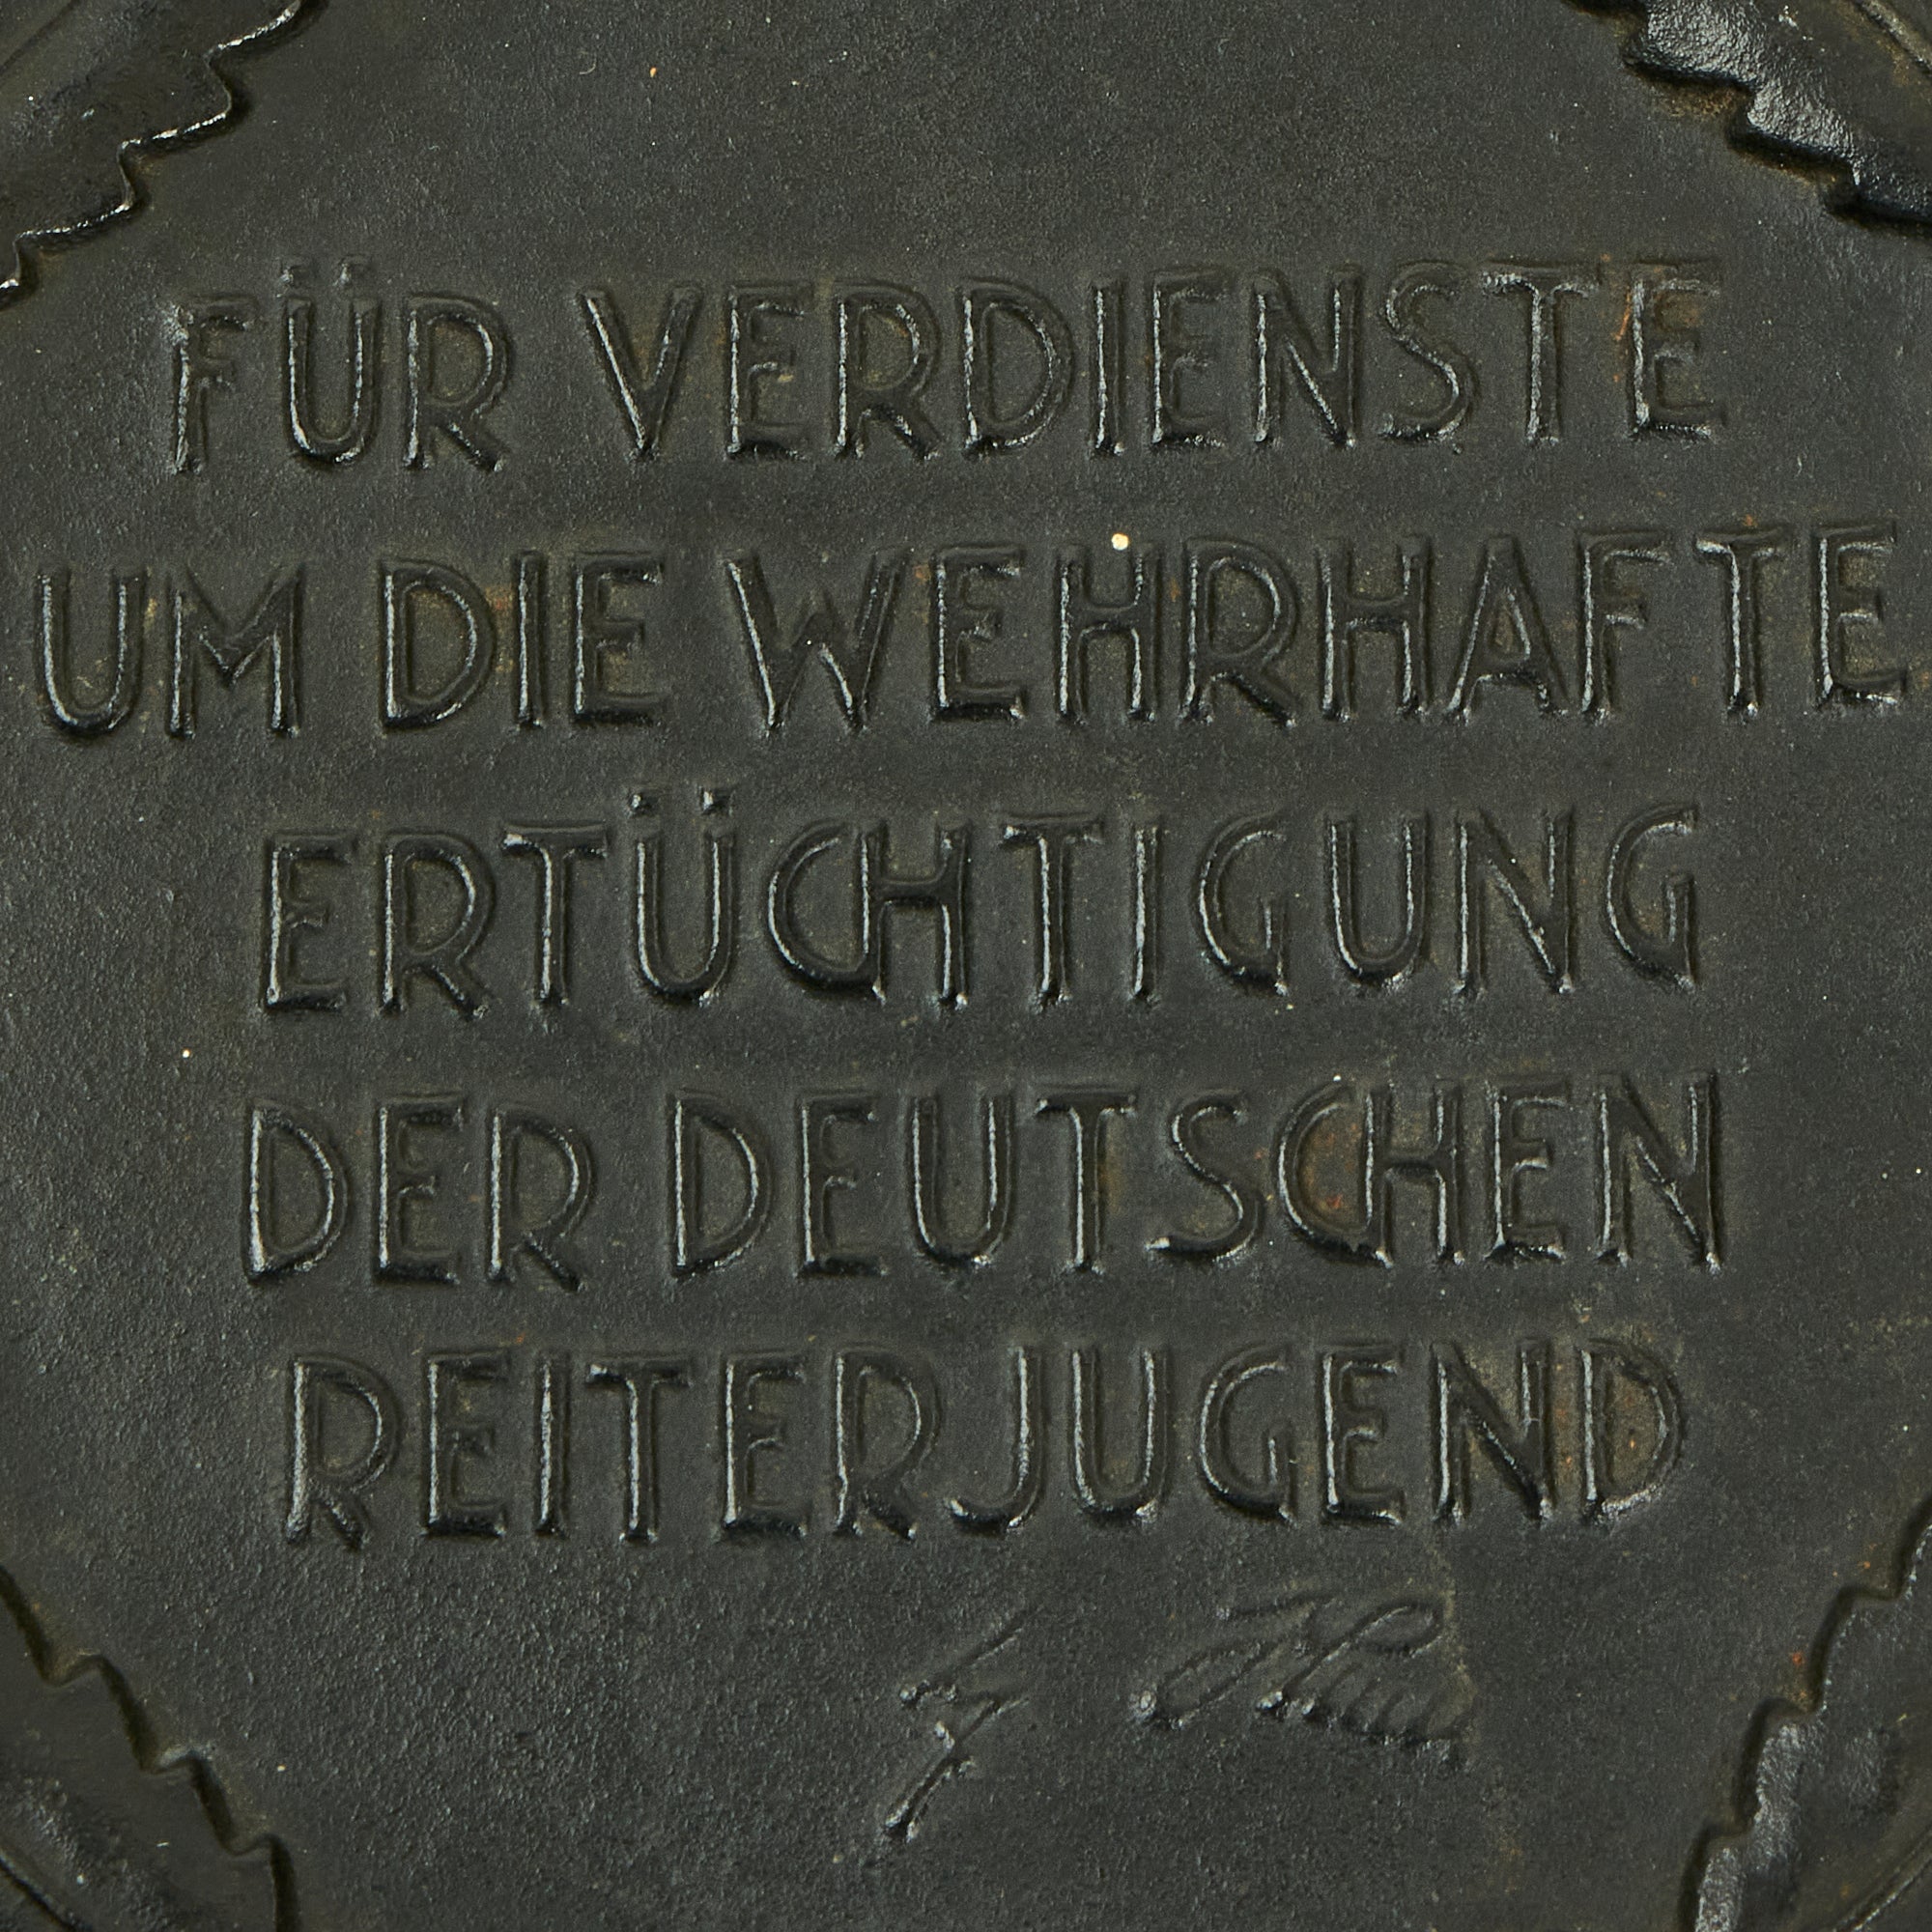 FÜR VERDIENSTE
UM DIE WEHRHAFTE
ERTÜCHTIGUNG
DER DEUTSCHEN
REITERJUGEND